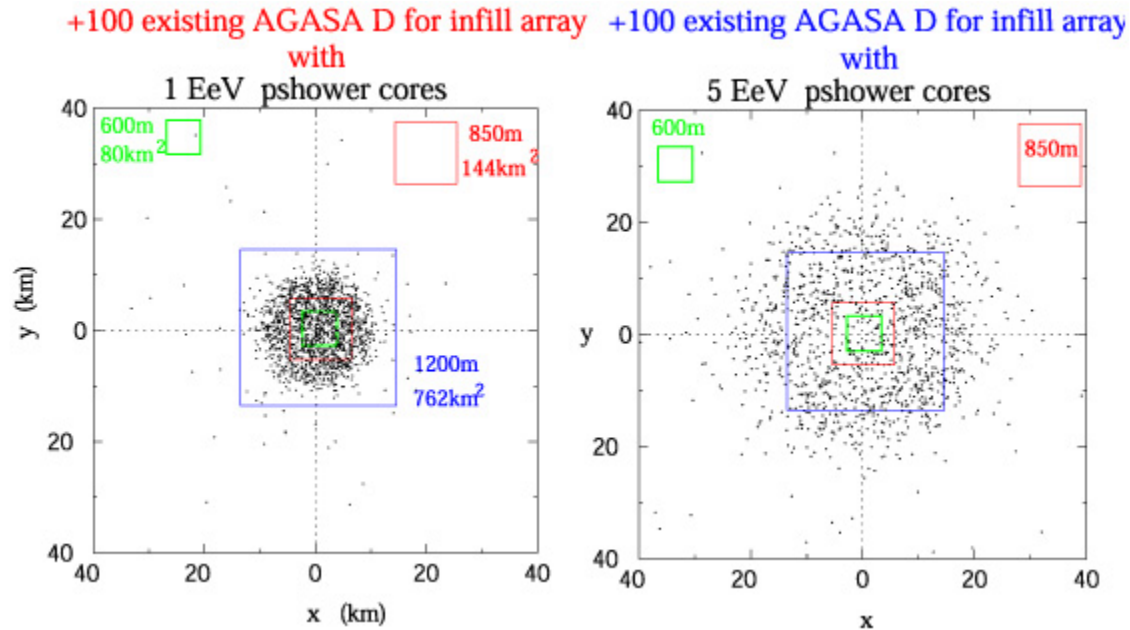 +100 existing AGASA D for infill array
with
1 EeV pshower cores
40
20
0
20
40
y (km)
600m
80km²
850m
144km²
1200m
762km²
40
20
0
20
40
x (km)
+100 existing AGASA D for infill array
with
5 EeV pshower cores
40
20
0
20
40
y
600m
850m
40
20
0
20
40
x